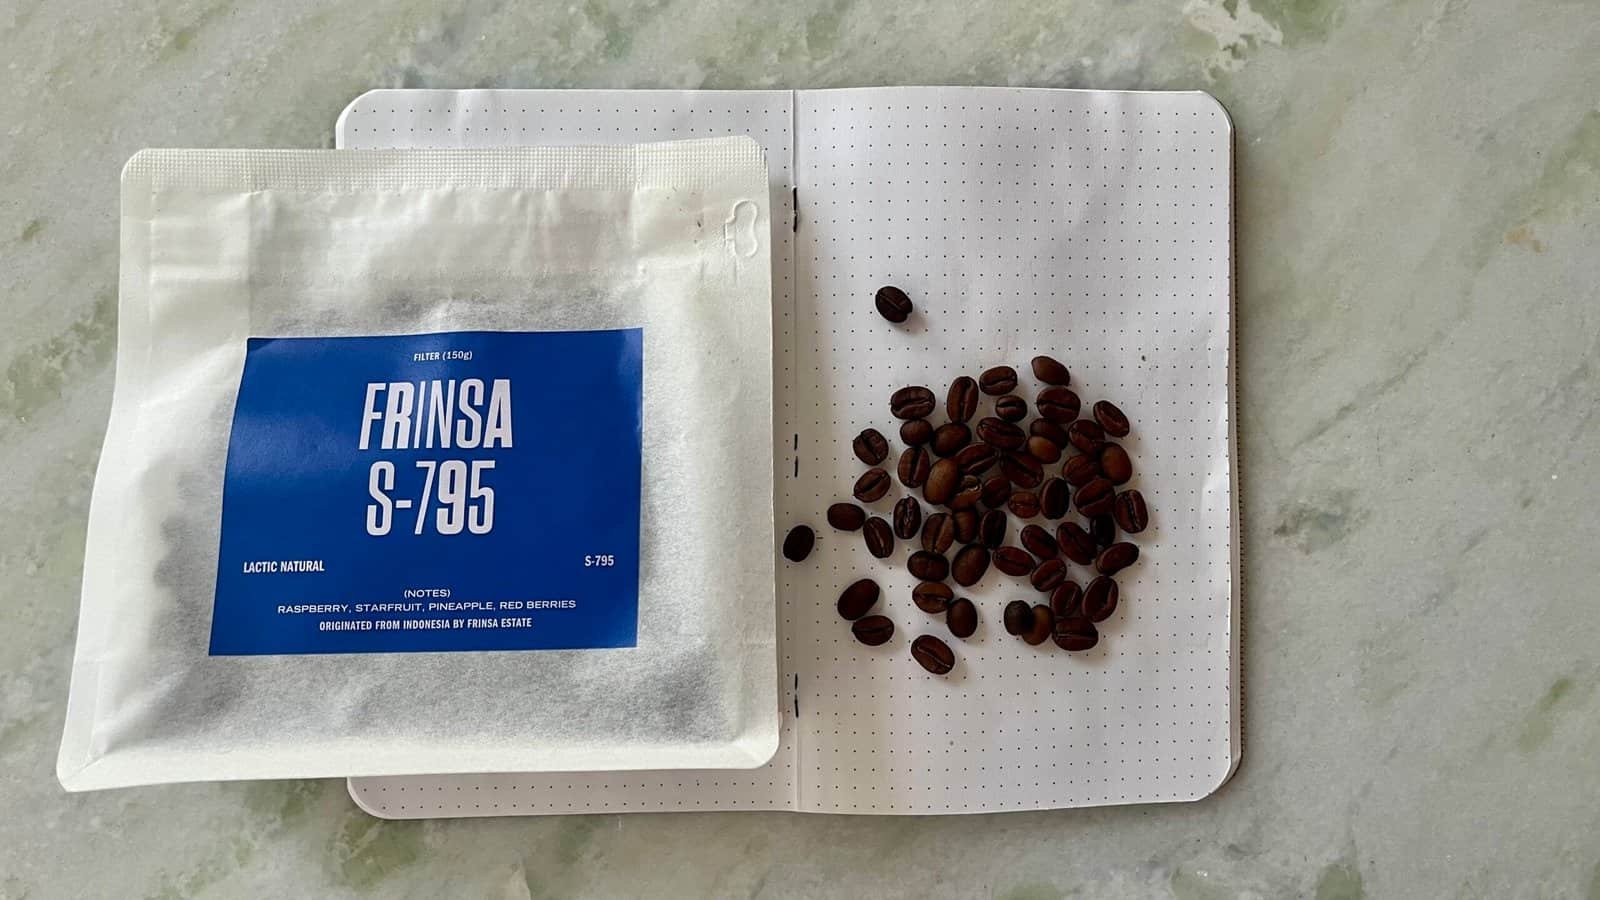 FILTER (150g)
FRINSA
S-795
LACTIC NATURAL
S-795
(NOTES)
RASPBERRY, STARFRUIT, PINEAPPLE, RED BERRIES
ORIGINATED FROM INDONESIA BY FRINSA ESTATE